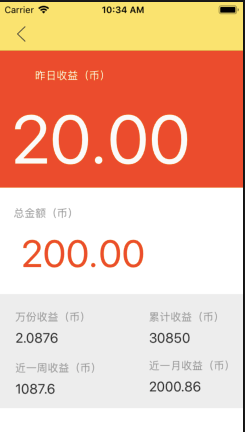 Carrier 10:34 AM
昨日收益（币）
20.00
总金额（币）
200.00
万份收益（币） 累计收益（币）
2.0876 30850
近一周收益（币） 近一月收益（币）
1087.6 2000.86